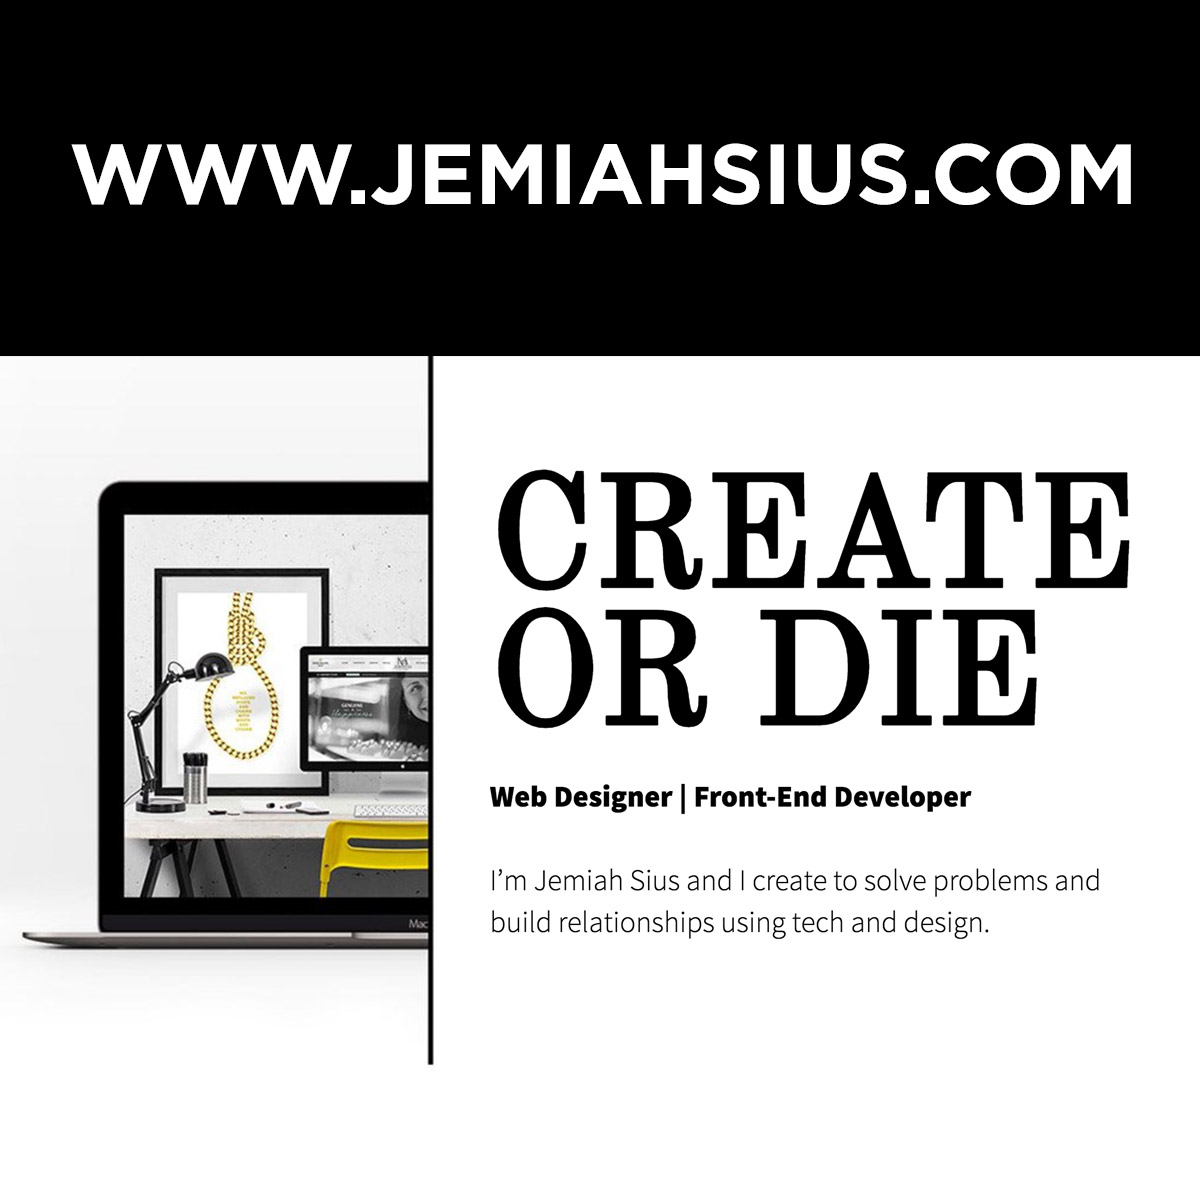 WWW.JEMIAHSIUS.COM
CREATE
OR DIE
Web Designer | Front-End Developer
I’m Jemiah Sius and I create to solve problems and
build relationships using tech and design.
GENUINE
Happiness
Mac